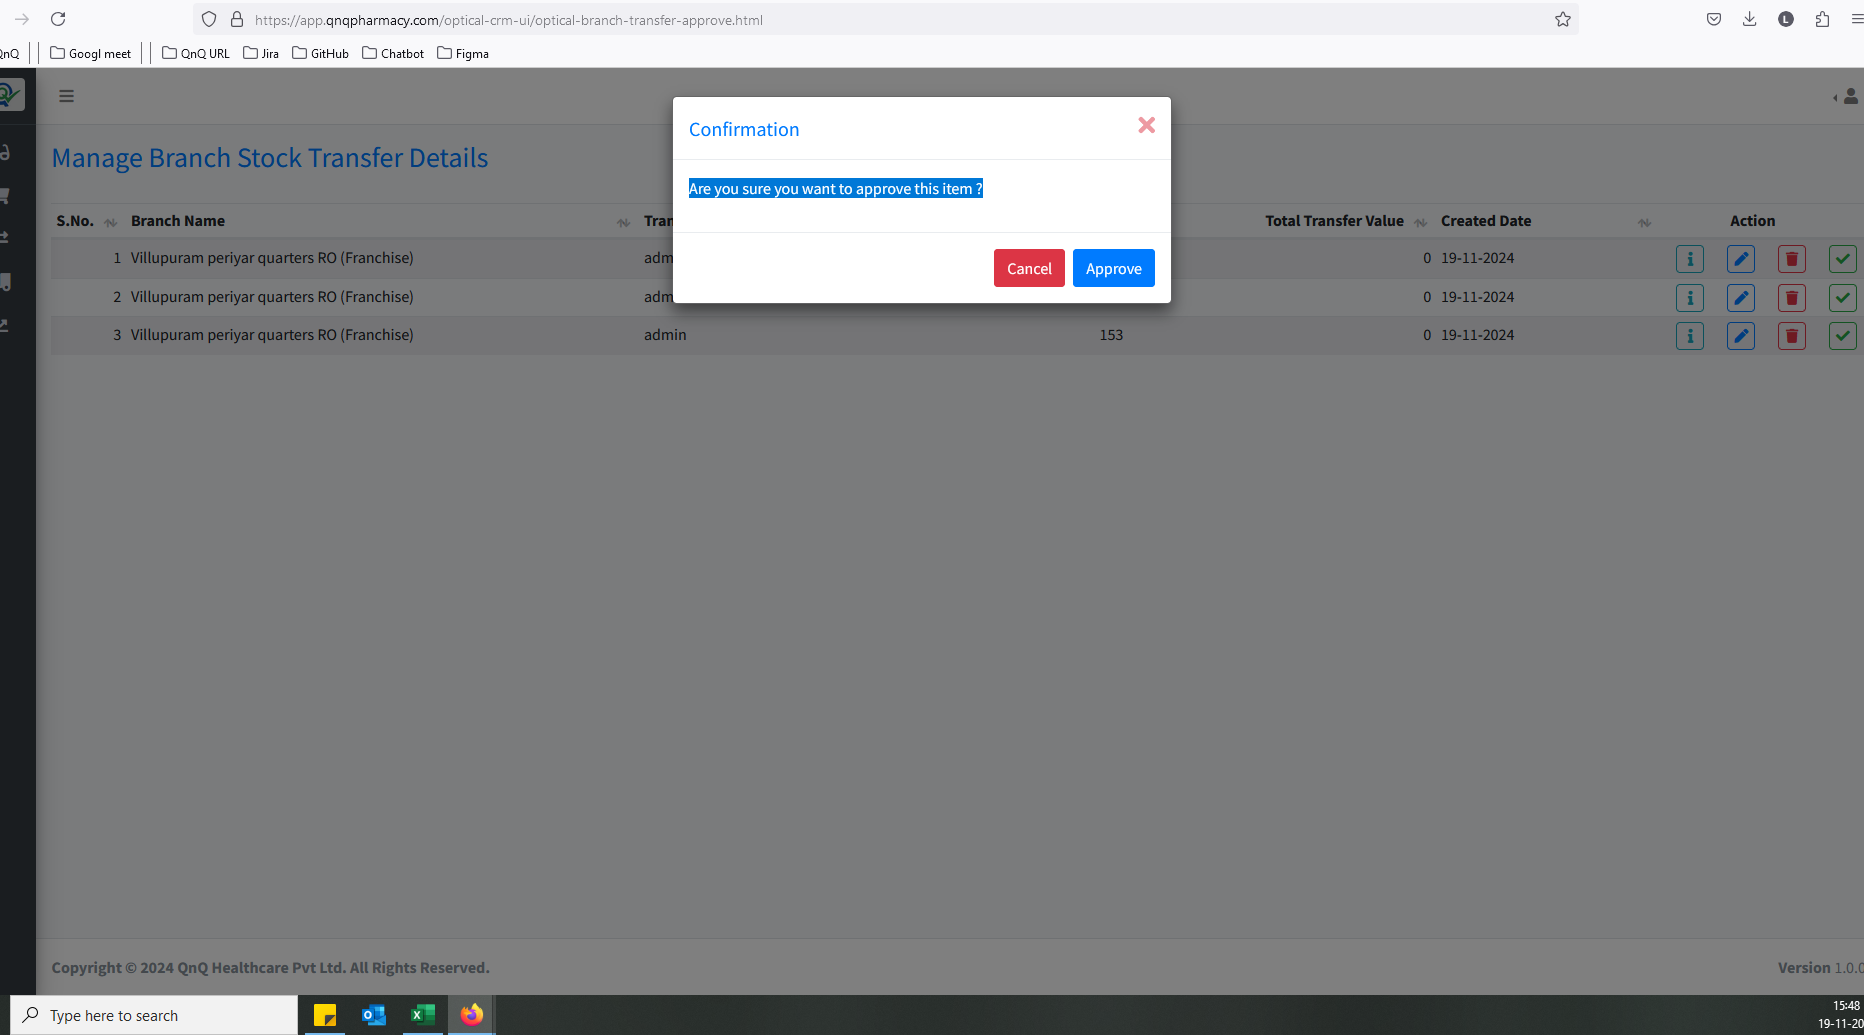 https://app.qnqpharmacy.com/optical-crm-ui/optical-branch-transfer-approve.html
L
QnQ Googl meet QnQ URL Jira GitHub Chatbot Figma
Confirmation
Manage Branch Stock Transfer Details
Are you sure you want to approve this item ?
S.No. Branch Name Tran Total Transfer Value Created Date Action
1 Villupuram periyar quarters RO (Franchise) adm 0 19-11-2024
Cancel Approve
2 Villupuram periyar quarters RO (Franchise) adm 0 19-11-2024
3 Villupuram periyar quarters RO (Franchise) admin 153 0 19-11-2024
Copyright © 2024 QnQ Healthcare Pvt Ltd. All Rights Reserved. Version 1.0.0
Type here to search
15:48
19-11-20